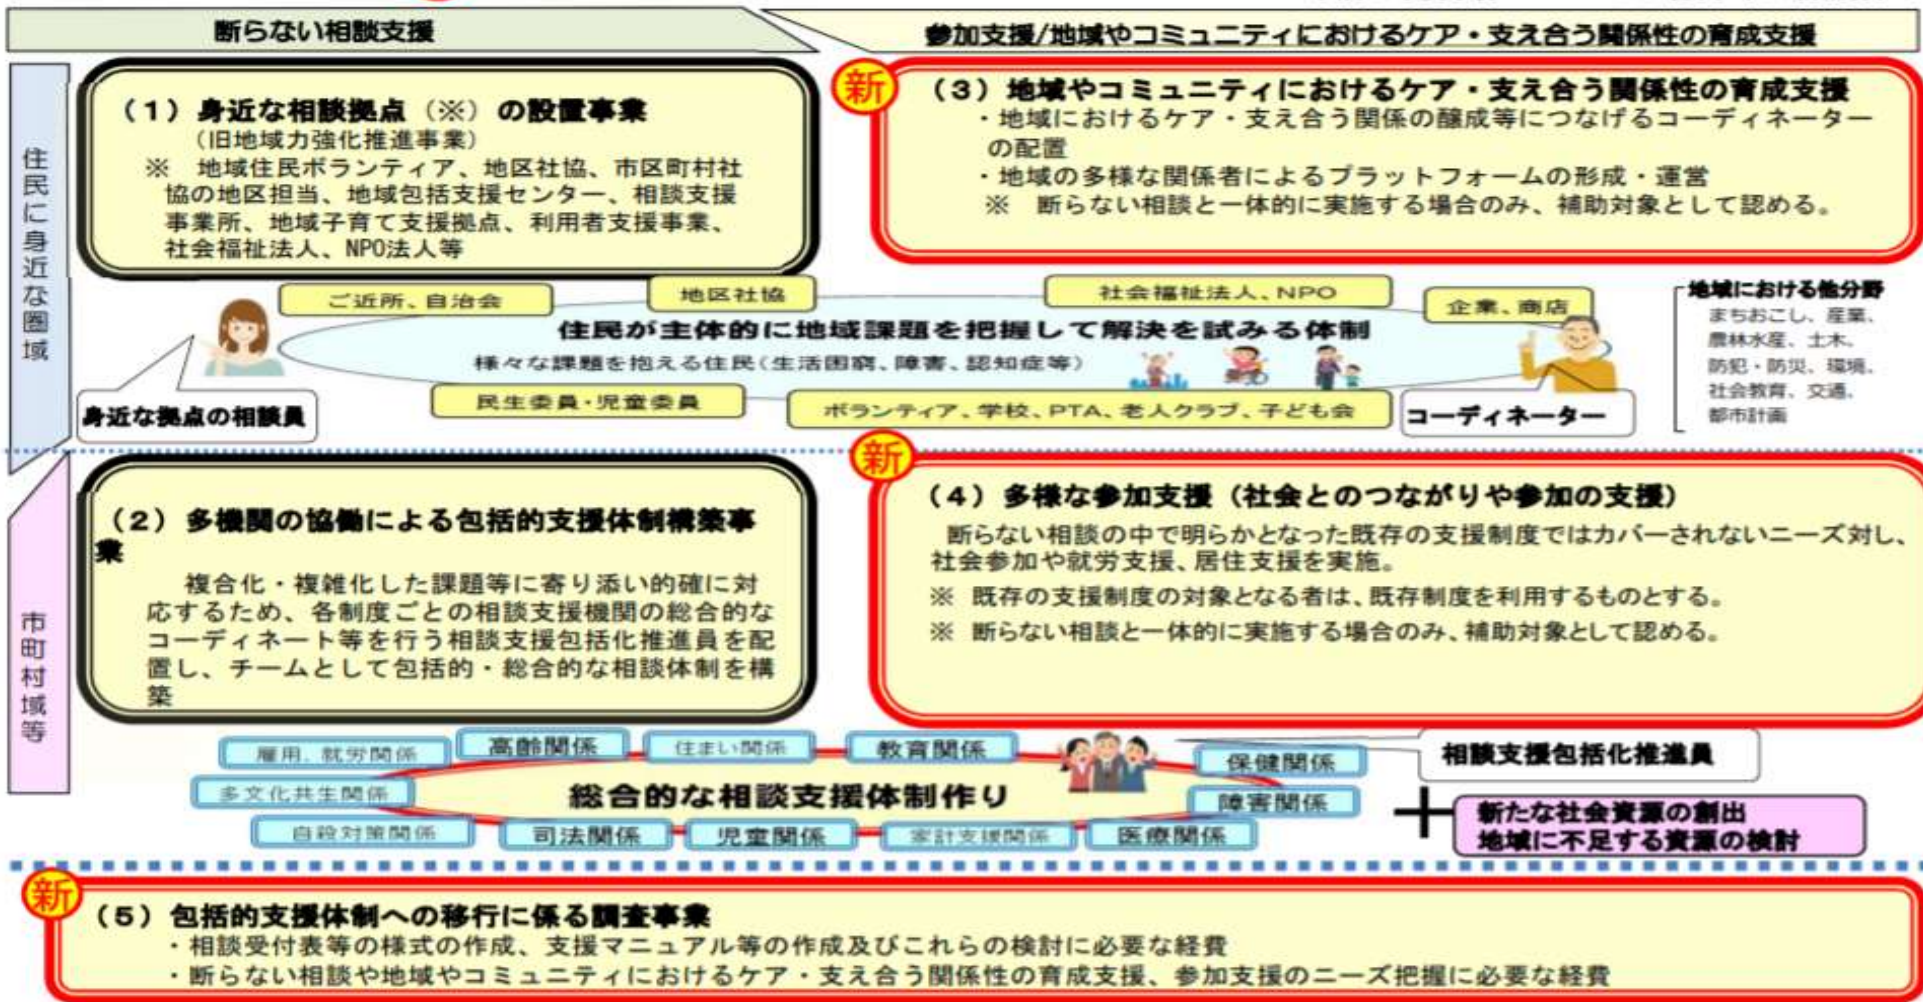 断らない相談支援
参加支援/地域やコミュニティにおけるケア・支え合う関係性の育成支援
住民に身近な圏域
（１）身近な相談拠点（※）の設置事業
（旧地域力強化推進事業）
※　地域住民ボランティア、地区社協、市区町村社
協の地区担当、地域包括支援センター、相談支援
事業所、地域子育て支援拠点、利用者支援事業、
社会福祉法人、NPO法人等
新
（３）地域やコミュニティにおけるケア・支え合う関係性の育成支援
・地域におけるケア・支え合う関係の醸成等につなげるコーディネーター
の配置
・地域の多様な関係者によるプラットフォームの形成・運営
※　断らない相談と一体的に実施する場合のみ、補助対象として認める。
ご近所、自治会
地区社協
社会福祉法人、NPO
企業、商店
住民が主体的に地域課題を把握して解決を試みる体制
様々な課題を抱える住民（生活困窮、障害、認知症等）
民生委員・児童委員
ボランティア、学校、PTA、老人クラブ、子ども会
身近な拠点の相談員
コーディネーター
地域における他分野
まちおこし、産業、
農林水産、土木、
防犯・防災、環境、
社会教育、交通、
都市計画
市町村域等
（２）多機関の協働による包括的支援体制構築事
業
複合化・複雑化した課題等に寄り添い的確に対
応するため、各制度ごとの相談支援機関の総合的な
コーディネート等を行う相談支援包括化推進員を配
置し、チームとして包括的・総合的な相談体制を構
築
新
（４）多様な参加支援（社会とのつながりや参加の支援）
断らない相談の中で明らかとなった既存の支援制度ではカバーされないニーズ対し、
社会参加や就労支援、居住支援を実施。
※　既存の支援制度の対象となる者は、既存制度を利用するものとする。
※　断らない相談と一体的に実施する場合のみ、補助対象として認める。
雇用、就労関係
高齢関係
住まい関係
教育関係
保健関係
多文化共生関係
総合的な相談支援体制作り
障害関係
自殺対策関係
司法関係
児童関係
家計支援関係
医療関係
相談支援包括化推進員
＋
新たな社会資源の創出
地域に不足する資源の検討
新
（５）包括的支援体制への移行に係る調査事業
・相談受付表等の様式の作成、支援マニュアル等の作成及びこれらの検討に必要な経費
・断らない相談や地域やコミュニティにおけるケア・支え合う関係性の育成支援、参加支援のニーズ把握に必要な経費